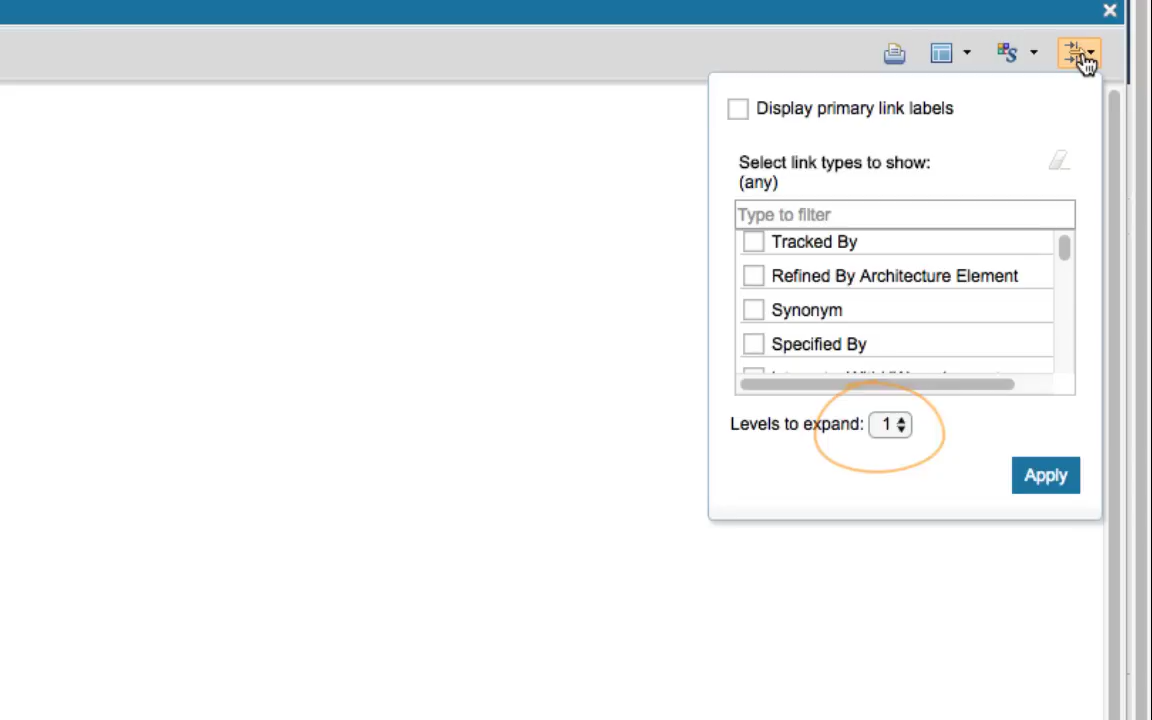 Display primary link labels
Select link types to show:
(any)
Type to filter
Tracked By
Refined By Architecture Element
Synonym
Specified By
Levels to expand: 1
Apply